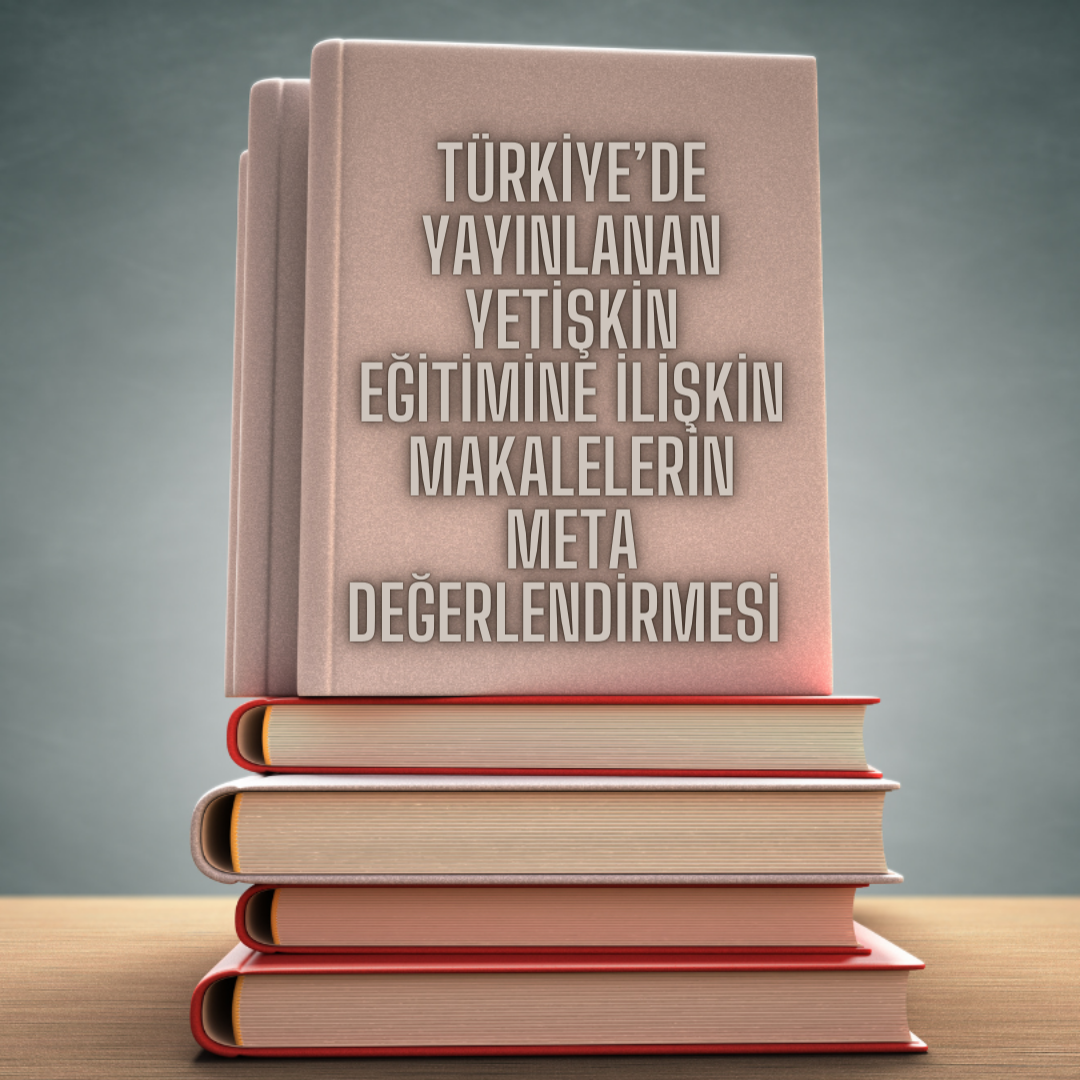 TÜRKİYE’DE
YAYINLANAN
YETİŞKİN
EĞİTİMİNE İLİŞKİN
MAKALELERİN
META
DEĞERLENDİRMESİ